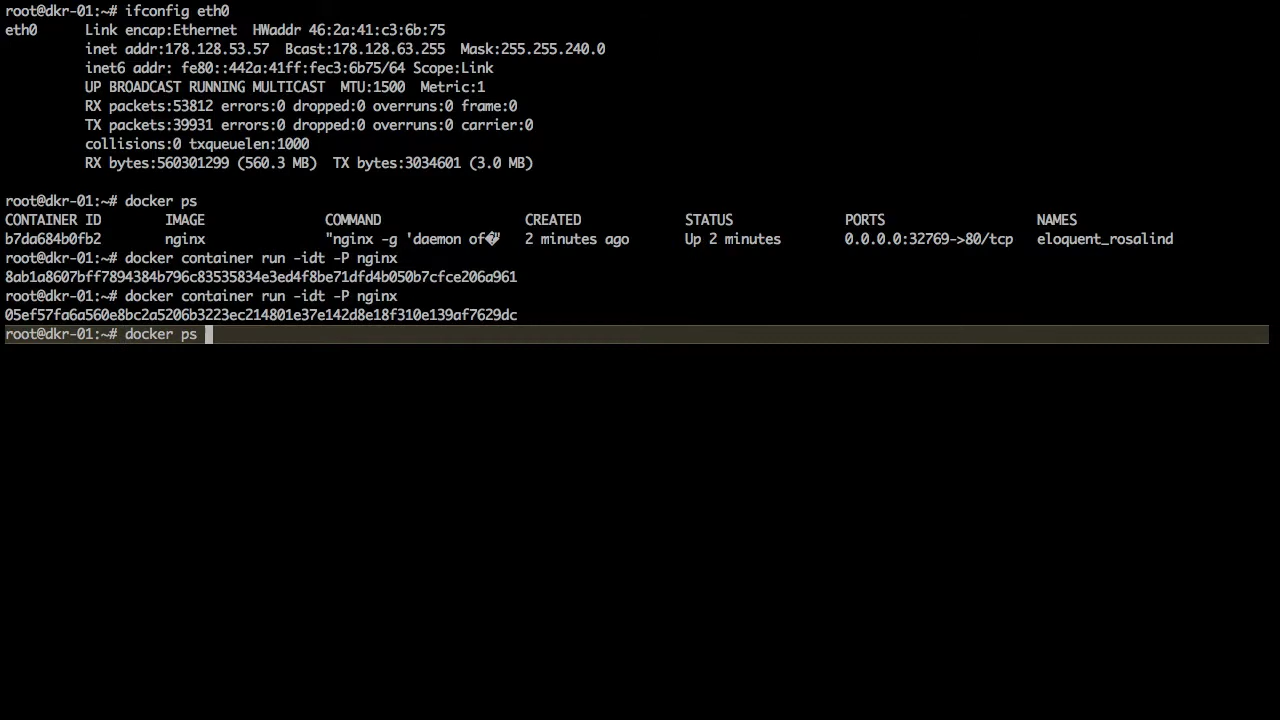 root@dkr-01:~# ifconfig eth0
eth0      Link encap:Ethernet  HWaddr 46:2a:41:c3:6b:75
          inet addr:178.128.53.57  Bcast:178.128.63.255  Mask:255.255.240.0
          inet6 addr: fe80::442a:41ff:fec3:6b75/64 Scope:Link
          UP BROADCAST RUNNING MULTICAST  MTU:1500  Metric:1
          RX packets:53812 errors:0 dropped:0 overruns:0 frame:0
          TX packets:39931 errors:0 dropped:0 overruns:0 carrier:0
          collisions:0 txqueuelen:1000
          RX bytes:560301299 (560.3 MB)  TX bytes:3034601 (3.0 MB)
root@dkr-01:~# docker ps
CONTAINER ID        IMAGE               COMMAND                  CREATED             STATUS              PORTS                   NAMES
b7da684b0fb2        nginx               "nginx -g 'daemon of�"   2 minutes ago       Up 2 minutes        0.0.0.0:32769->80/tcp   eloquent_rosalind
root@dkr-01:~# docker container run -idt -P nginx
8ab1a8607bff7894384b796c83535834e3ed4f8be71dfd4b050b7cfce206a961
root@dkr-01:~# docker container run -idt -P nginx
05ef57fa6a560e8bc2a5206b3223ec214801e37e142d8e18f310e139af7629dc
root@dkr-01:~# docker ps